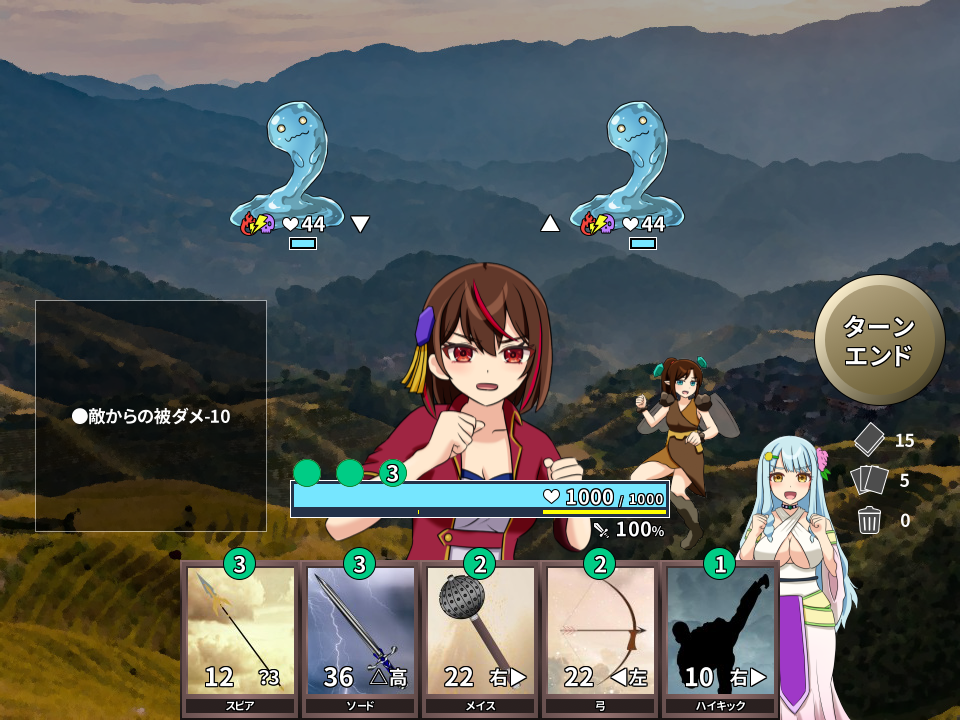 44
44
ターン
エンド
●敵からの被ダメ-10
15
5
0
3
1000 / 1000
100%
3
3
2
2
1
12 ?3
36 △高
22 右▶
22 ◀左
10 右▶
スピア
ソード
メイス
弓
ハイキック